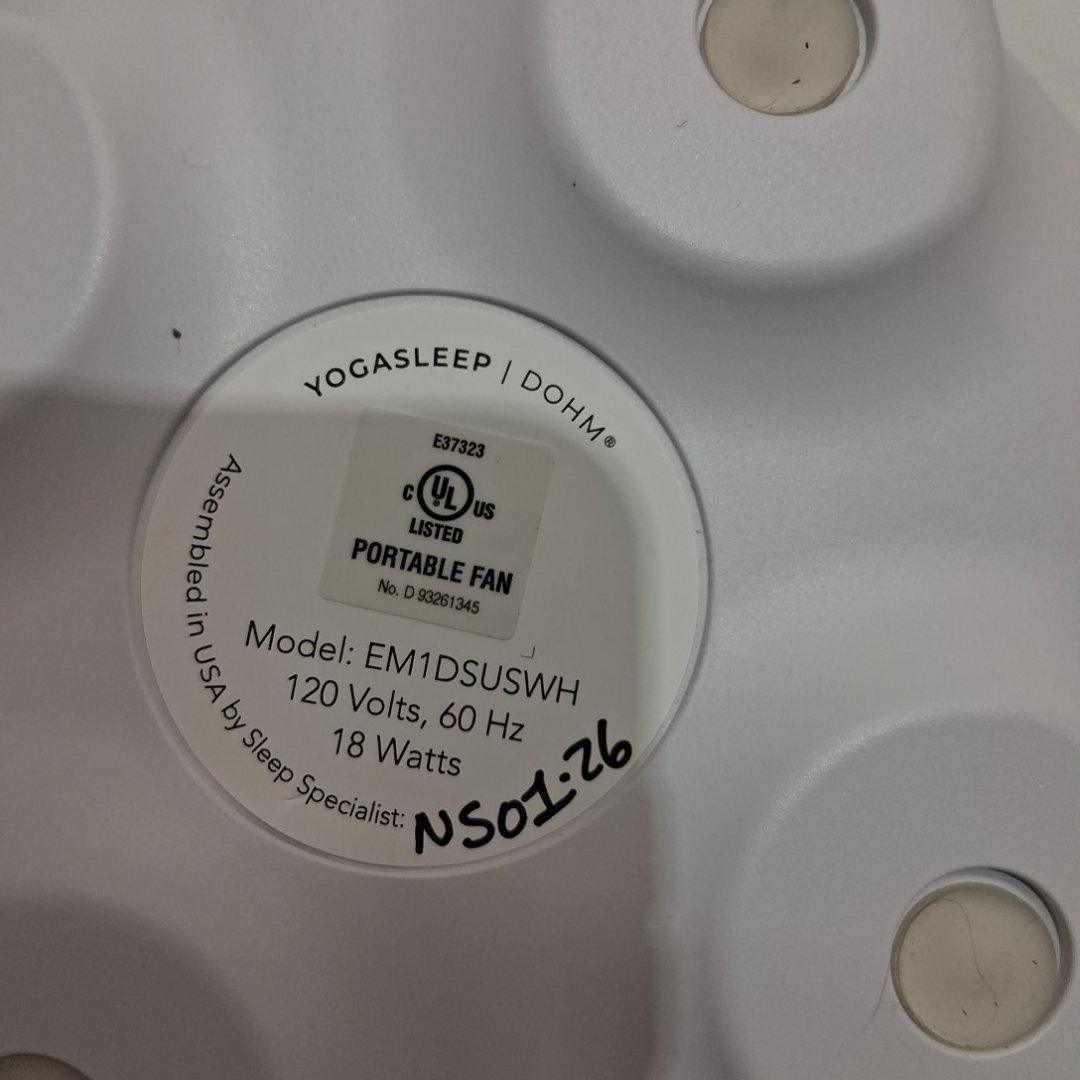 YOGASLEEP | DOHM®
E37323
C UL® US
LISTED
PORTABLE FAN
No. D 93261345
Model: EM1DSUSWH
120 Volts, 60 Hz
18 Watts
Assembled in USA by Sleep Specialist: NS01.26